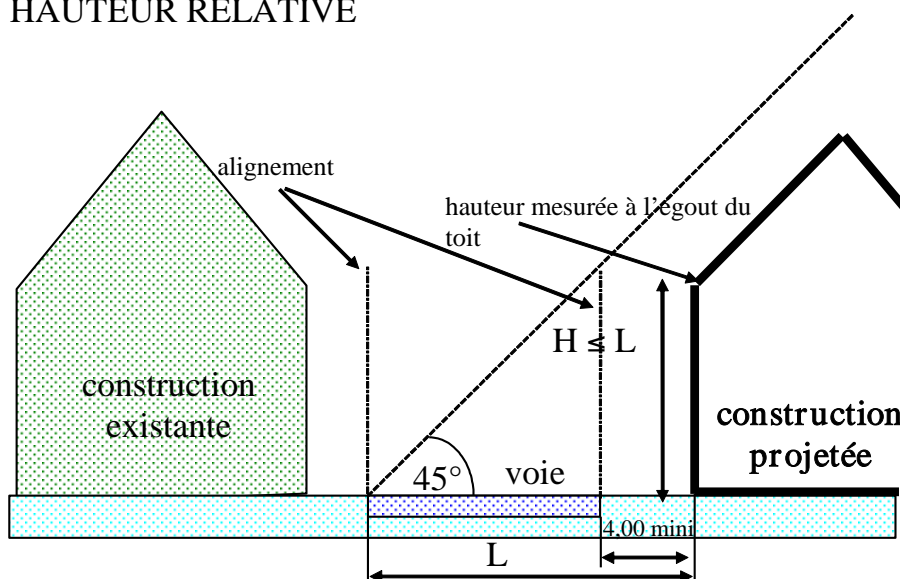 HAUTEUR RELATIVE
alignement
hauteur mesurée à l'égout du
toit
H ≤ L
construction
existante
construction
projetée
45°
voie
4,00 mini
L